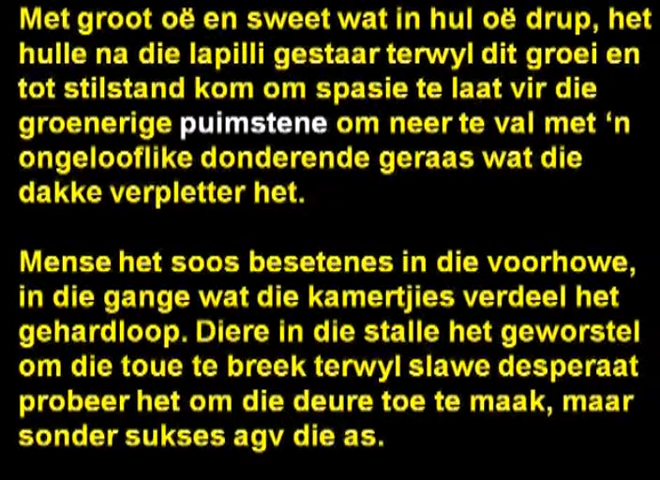 Met groot oë en sweet wat in hul oë drup, het
hulle na die lapilli gestaar terwyl dit groei en
tot stilstand kom om spasie te laat vir die
groenerige puimstene om neer te val met ‘n
ongelooflike donderende geraas wat die
dakke verpletter het.
Mense het soos besetenes in die voorhowe,
in die gange wat die kamertjies verdeel het
gehardloop. Diere in die stalle het geworstel
om die toue te breek terwyl slawe desperaat
probeer het om die deure toe te maak, maar
sonder sukses agv die as.